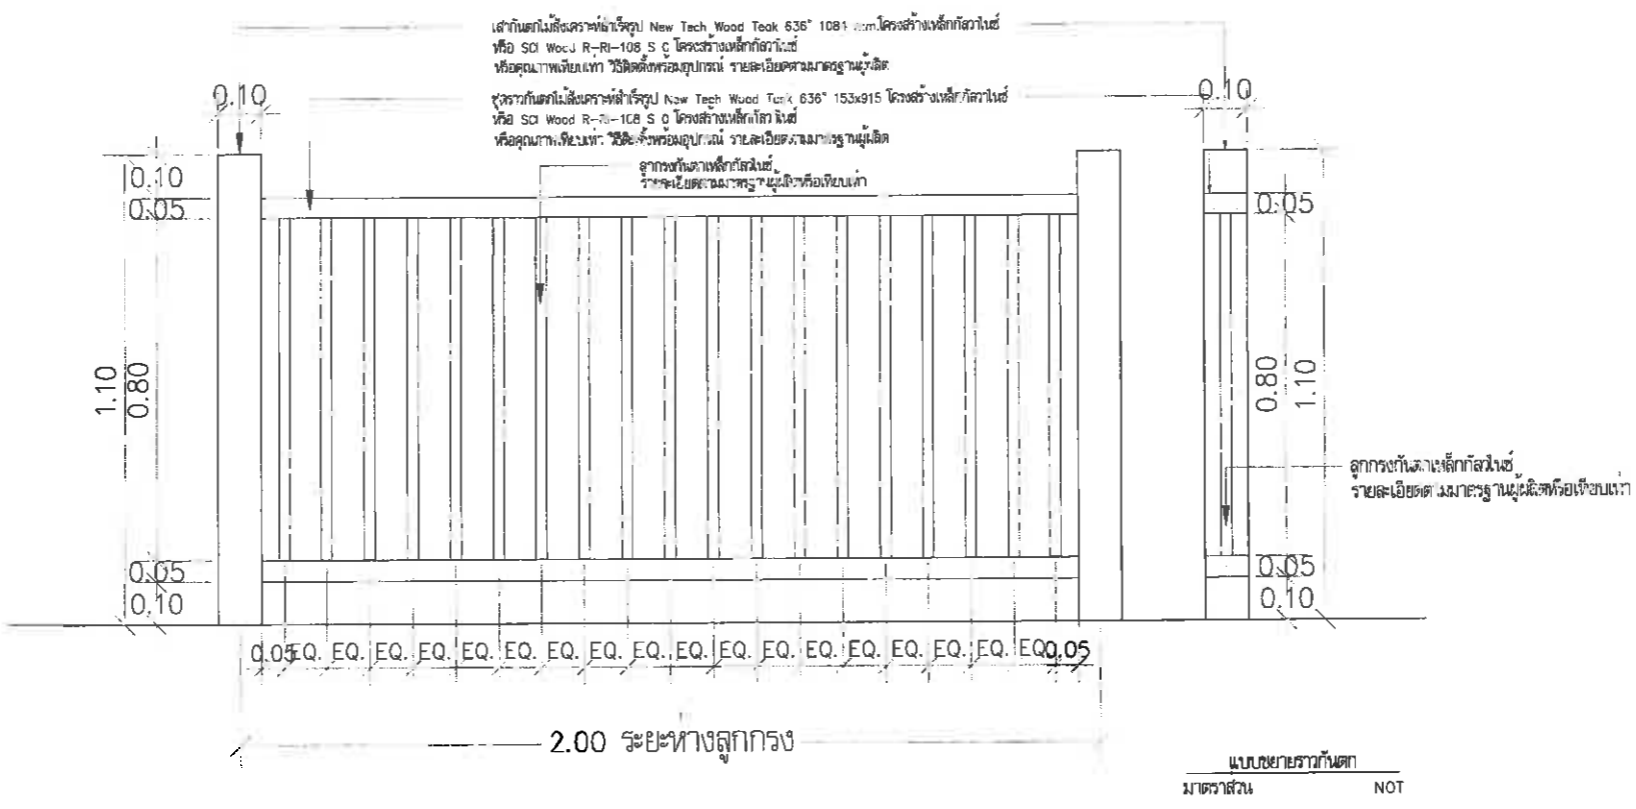 เสากันตกไม้สังเคราะห์สำเร็จรูป New Tech Wood Teak 636° โครงสร้างเหล็กกัลวาไนซ์
หรือ SCI Wood R-RI-108 S C โครงสร้างเหล็กกัลวาไนซ์
หรือคุณภาพเทียบเท่า วิธีติดตั้งพร้อมอุปกรณ์ รายละเอียดตามมาตรฐานผู้ผลิต
ชุดราวกันตกไม้สังเคราะห์สำเร็จรูป New Tech Wood 636° 153x915 โครงสร้างเหล็กกัลวาไนซ์
หรือ SCI Wood โครงสร้างเหล็กกัลวาไนซ์
หรือคุณภาพเทียบเท่า วิธีติดตั้งพร้อมอุปกรณ์ รายละเอียดตามมาตรฐานผู้ผลิต
ลูกกรงกันตกเหล็กกัลวไนซ์
รายละเอียดตามมาตรฐานผู้ผลิตหรือเทียบเท่า
0.10
0.10
0.10
0.05
0.05
1.10
0.80
0.80
1.10
ลูกกรงกันตกเหล็กกัลวไนซ์
รายละเอียดตามมาตรฐานผู้ผลิตหรือเทียบเท่า
0.05
0.10
0.05
0.10
0.05 EQ. EQ. EQ. EQ. EQ. EQ. EQ. EQ. EQ. EQ. EQ. EQ. EQ. EQ. EQ. EQ. EQ. EQ. 0.05
2.00 ระยะห่างลูกกรง
แบบขยายราวกันตก
มาตราส่วน NOT